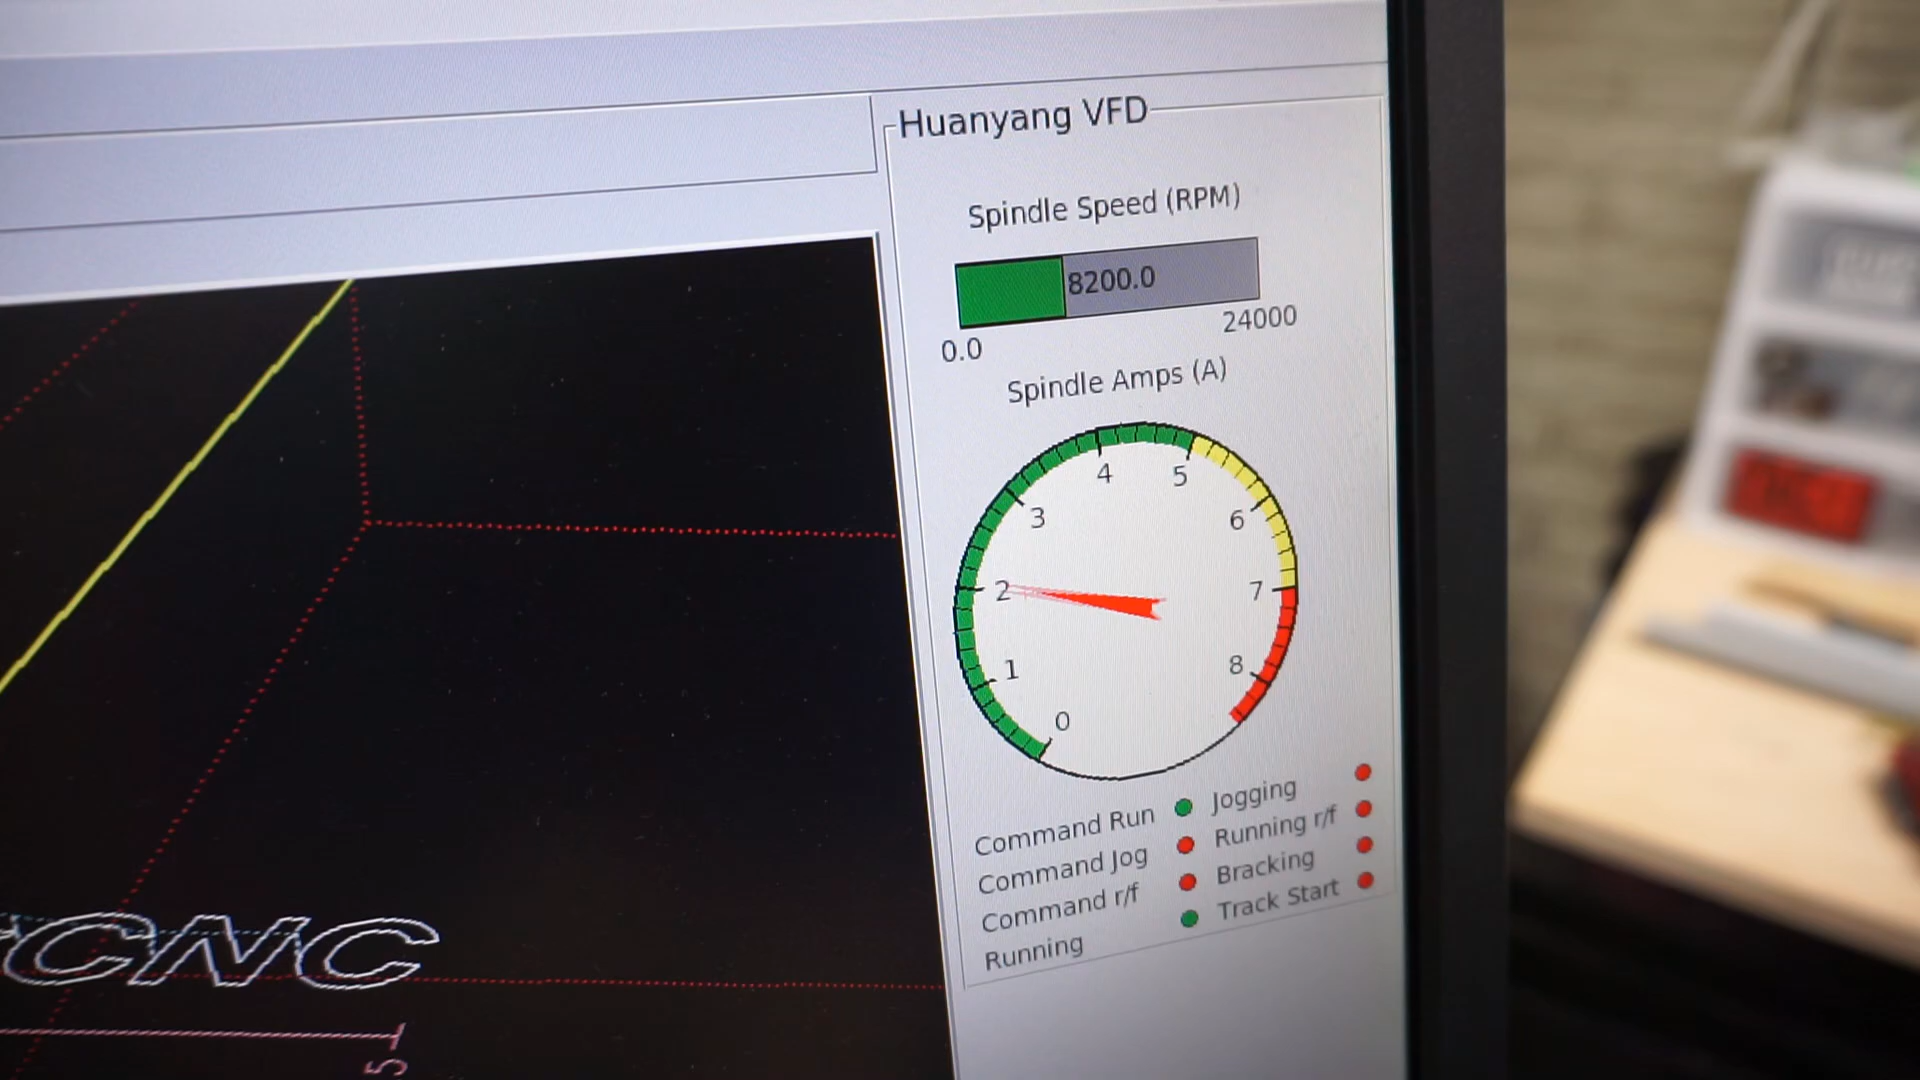 Huanyang VFD
Spindle Speed (RPM)
8200.0
0.0
24000
Spindle Amps (A)
0
1
2
3
4
5
6
7
8
Command Run
Jogging
Command Jog
Running r/f
Command r/f
Bracking
Running
Track Start
CNC
5